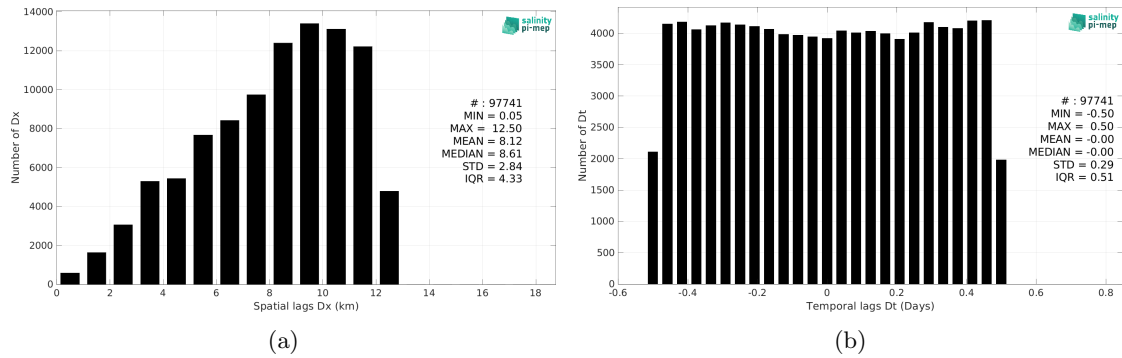 14000
12000
10000
8000
6000
4000
2000
0
Number of Dx
0 2 4 6 8 10 12 14 16 18
Spatial lags Dx (km)
salinity
pi-mep
# : 97741
MIN = 0.05
MAX = 12.50
MEAN = 8.12
MEDIAN = 8.61
STD = 2.84
IQR = 4.33
(a)
4000
3500
3000
2500
2000
1500
1000
500
0
Number of Dt
-0.6 -0.4 -0.2 0 0.2 0.4 0.6 0.8
Temporal lags Dt (Days)
salinity
pi-mep
# : 97741
MIN = -0.50
MAX = 0.50
MEAN = -0.00
MEDIAN = -0.00
STD = 0.29
IQR = 0.51
(b)